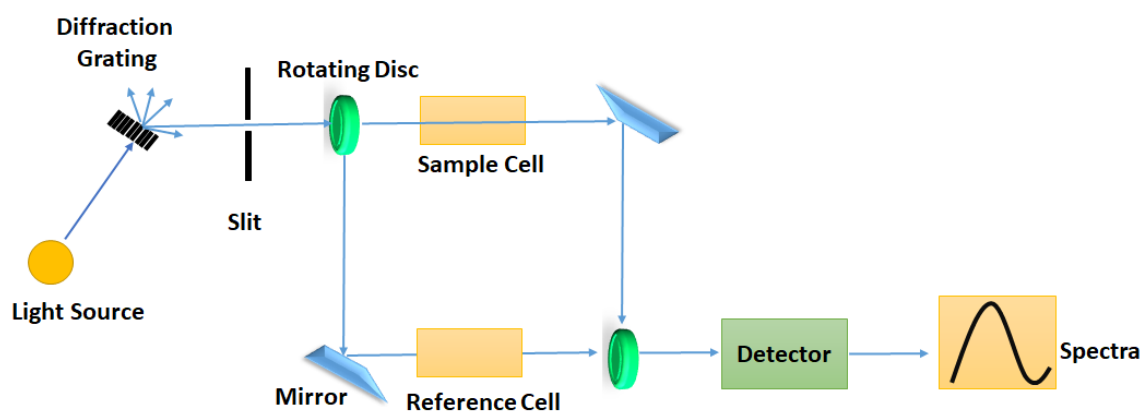 Diffraction
Grating
Rotating Disc
Sample Cell
Slit
Light Source
Mirror
Reference Cell
Detector
Spectra